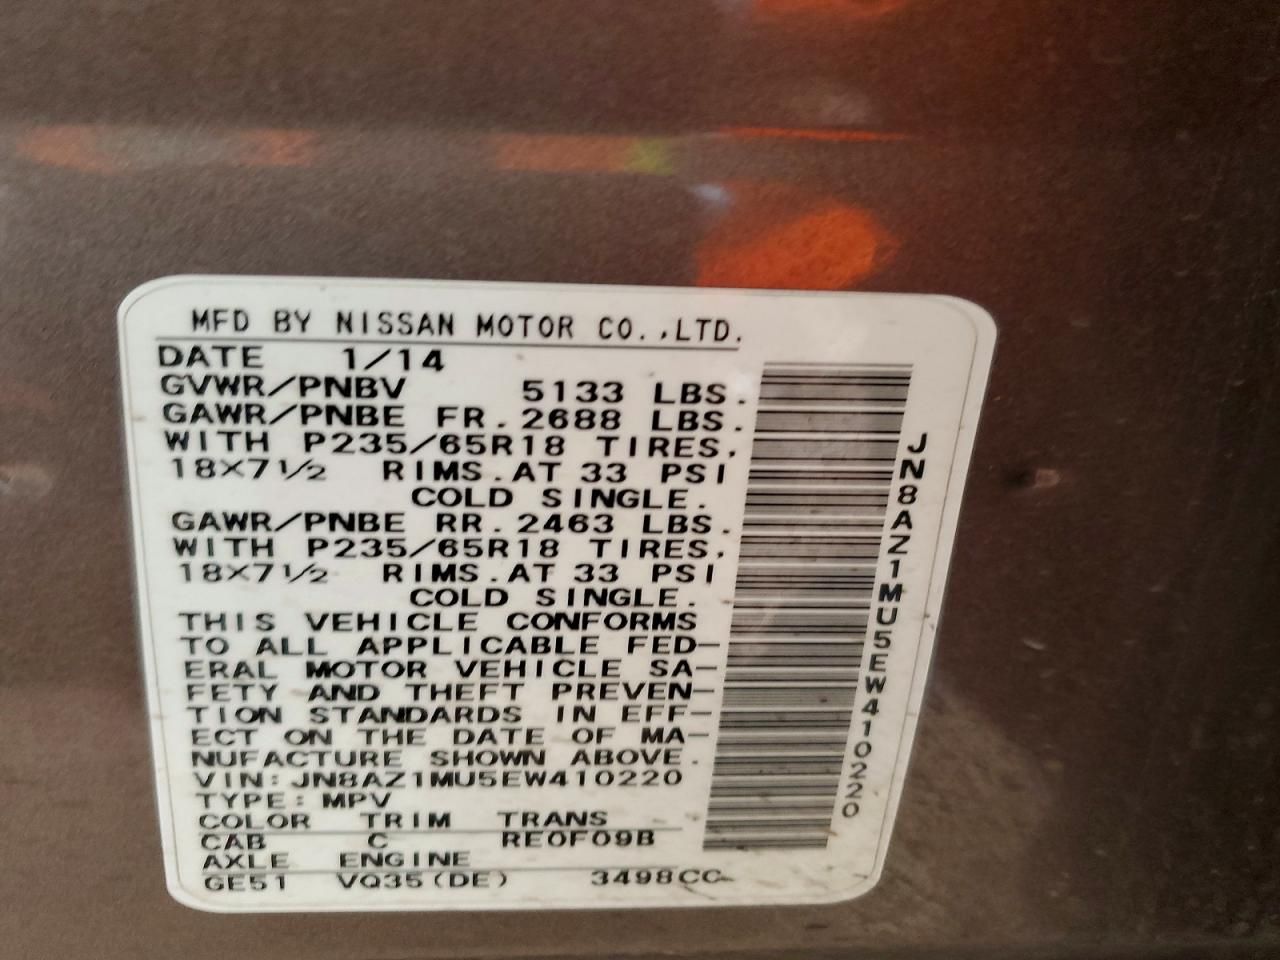 MFD BY NISSAN MOTOR CO.,LTD.
DATE 1/14
GVWR/PNBV 5133 LBS.
GAWR/PNBE FR. 2688 LBS.
WITH P235/65R18 TIRES.
18×7½ RIMS. AT 33 PSI
COLD SINGLE.
GAWR/PNBE RR. 2463 LBS.
WITH P235/65R18 TIRES.
18×7½ RIMS. AT 33 PSI
COLD SINGLE.
THIS VEHICLE CONFORMS
TO ALL APPLICABLE FED-
ERAL MOTOR VEHICLE SA-
FETY AND THEFT PREVEN-
TION STANDARDS IN EFF-
ECT ON THE DATE OF MA-
NUFACTURE SHOWN ABOVE.
VIN: JN8AZ1MU5EW410220
TYPE: MPV
COLOR TRIM TRANS
CAB C RE0F09B
AXLE ENGINE
GE51 VQ35(DE) 3498CC
JN8AZ1MU5EW410220